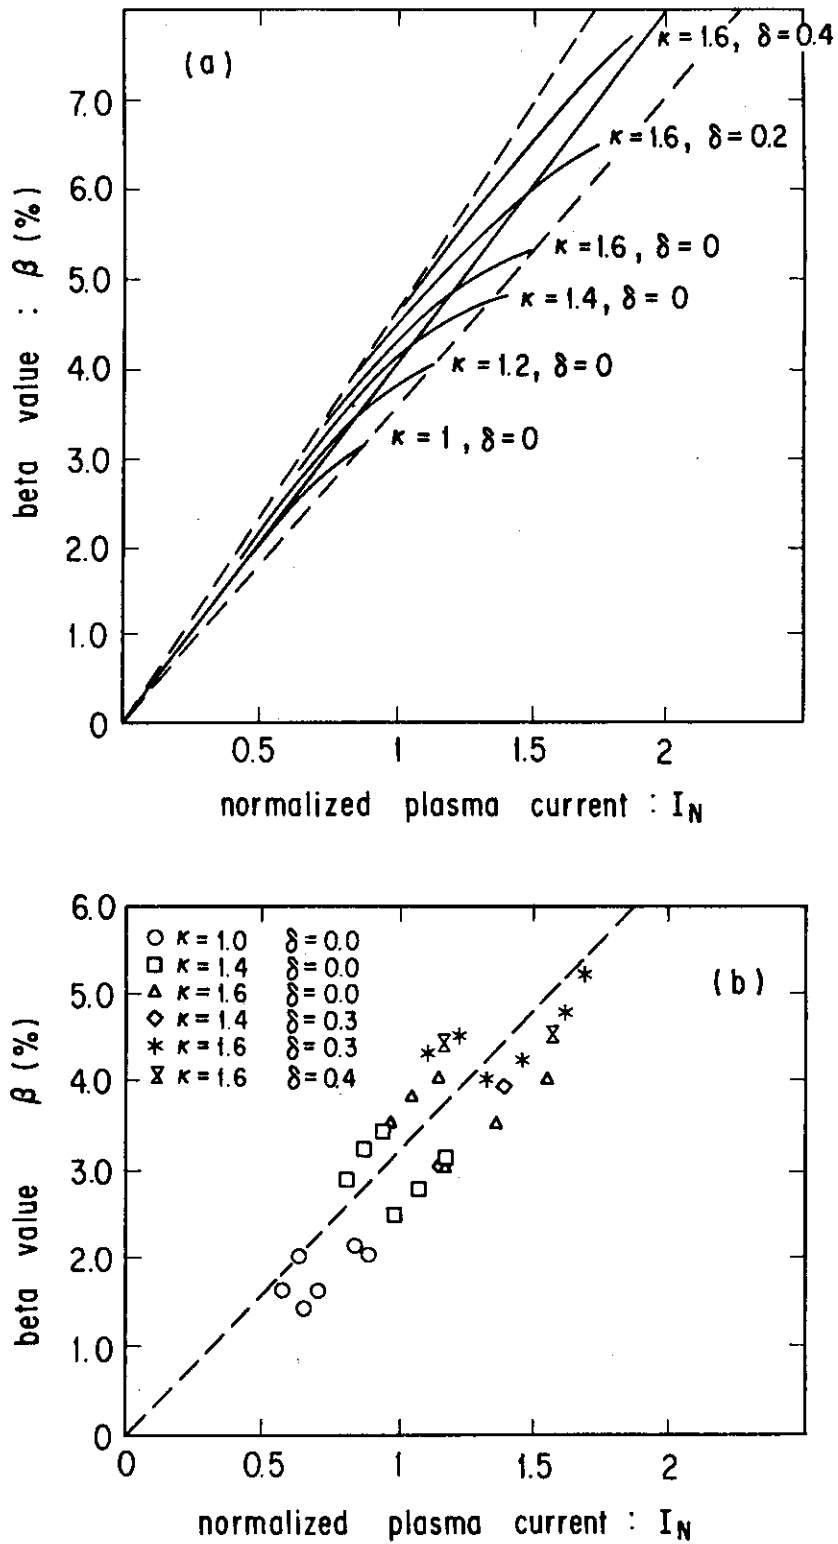 (a)
κ=1.6, δ=0.4
7.0
κ=1.6, δ=0.2
6.0
κ=1.6, δ=0
5.0
κ=1.4, δ=0
4.0
κ=1.2, δ=0
κ=1, δ=0
3.0
2.0
1.0
0
beta value : β (%)
0.5 1 1.5 2
normalized plasma current : I_N
6.0
○ κ=1.0 δ=0.0
□ κ=1.4 δ=0.0
△ κ=1.6 δ=0.0
◇ κ=1.4 δ=0.3
* κ=1.6 δ=0.3
⧖ κ=1.6 δ=0.4
(b)
5.0
4.0
3.0
2.0
1.0
0
beta value β (%)
0 0.5 1 1.5 2
normalized plasma current : I_N